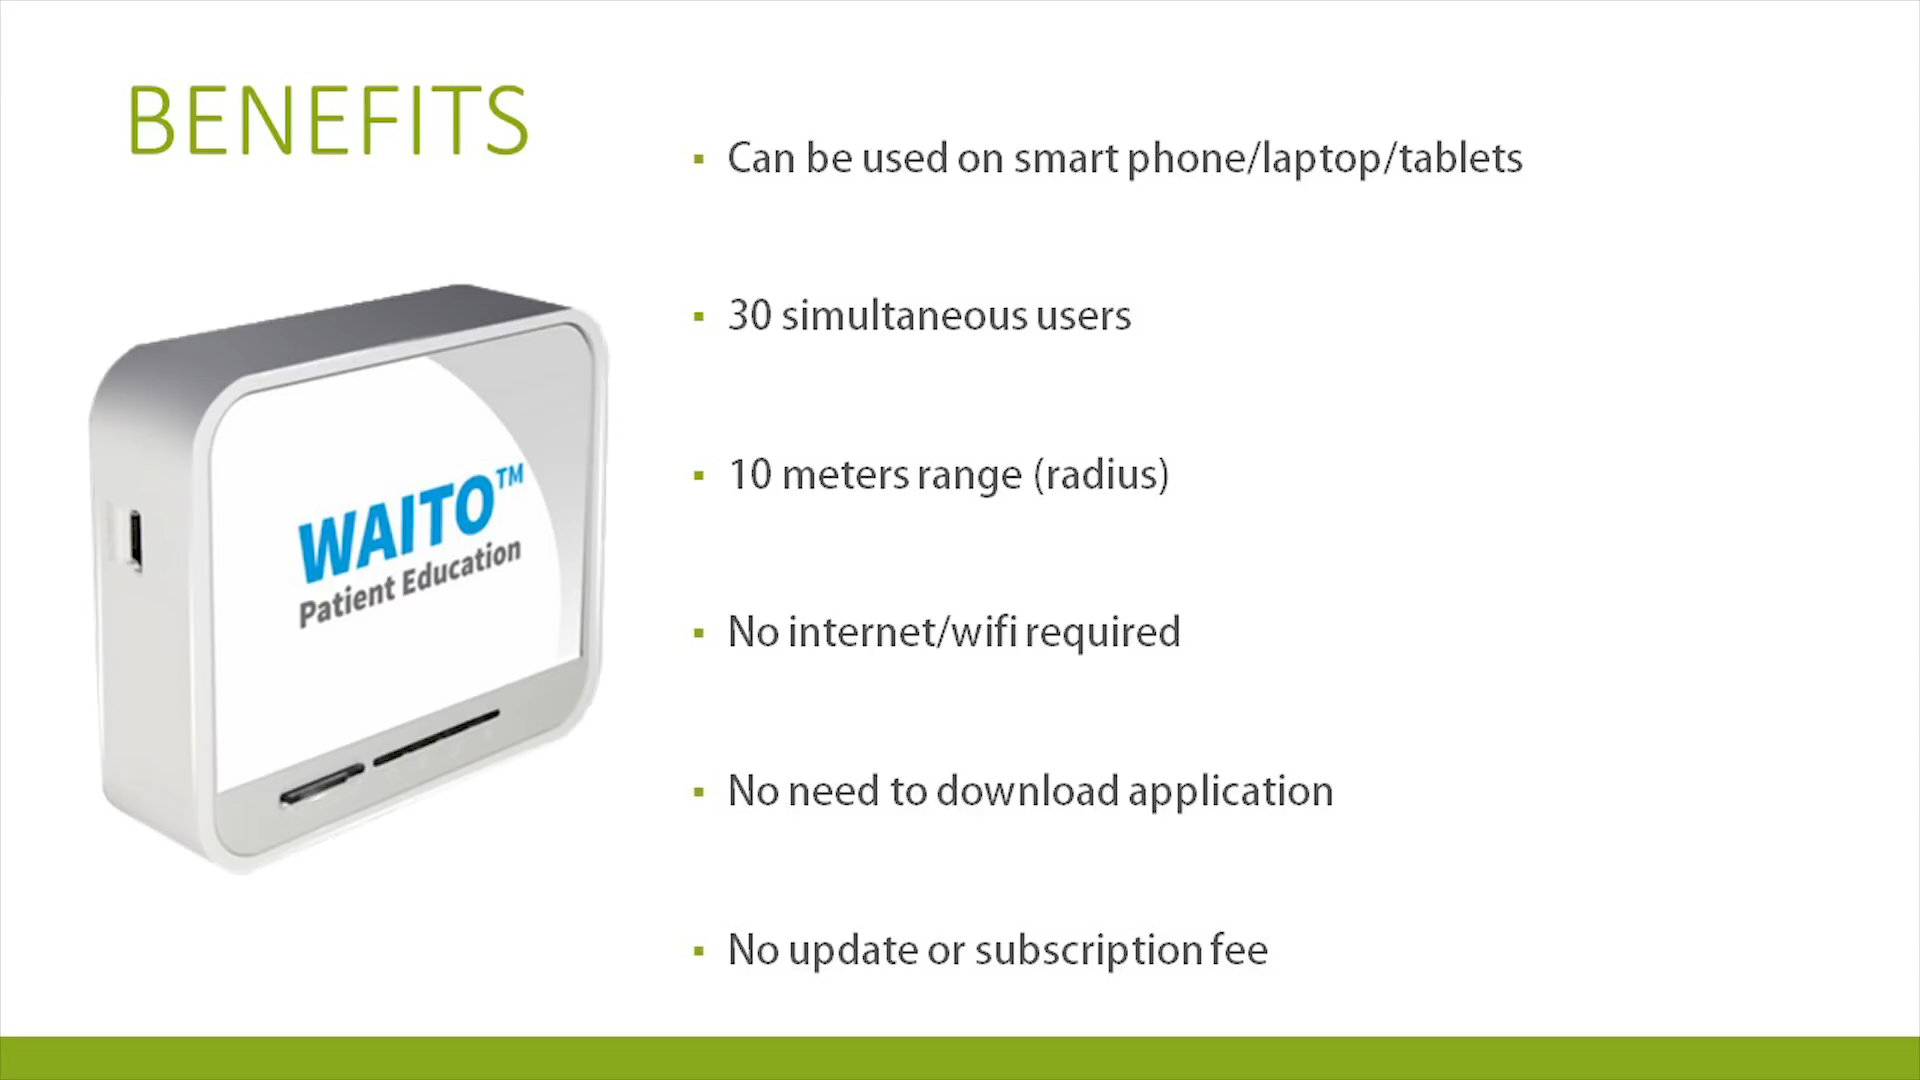 BENEFITS
▪ Can be used on smart phone/laptop/tablets
▪ 30 simultaneous users
▪ 10 meters range (radius)
▪ No internet/wifi required
▪ No need to download application
▪ No update or subscription fee
WAITO™
Patient Education